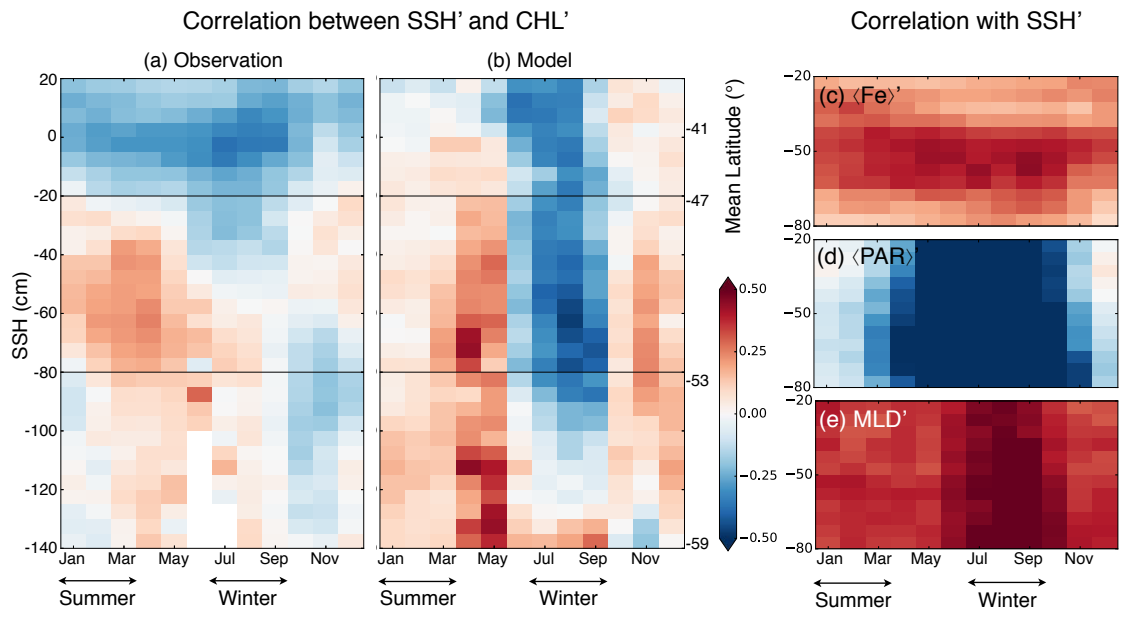 Correlation between SSH' and CHL'
Correlation with SSH'
(a) Observation
(b) Model
SSH (cm)
20
0
-20
-40
-60
-80
-100
-120
-140
Jan Mar May Jul Sep Nov
Summer Winter
Jan Mar May Jul Sep Nov
Summer Winter
Mean Latitude (°)
-41
-47
-53
-59
0.50
0.25
0.00
−0.25
−0.50
(c) ⟨Fe⟩'
−20
−50
−80
(d) ⟨PAR⟩'
−20
−50
−80
(e) MLD'
−20
−50
−80
Jan Mar May Jul Sep Nov
Summer Winter